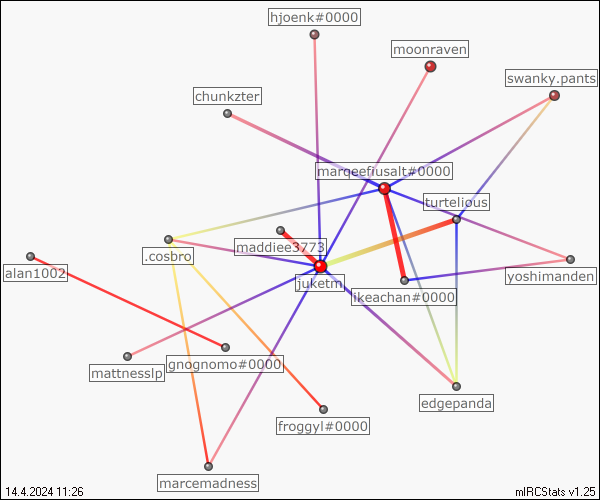 hjoenk#0000
moonraven
swanky.pants
chunkzter
marqeefiusalt#0000
turtelious
maddiee3773
.cosbro
alan1002
juketm
ikeachan#0000
yoshimanden
mattnesslp
gnognomo#0000
edgepanda
froggyl#0000
marcemadness
14.4.2024 11:26
mIRCStats v1.25